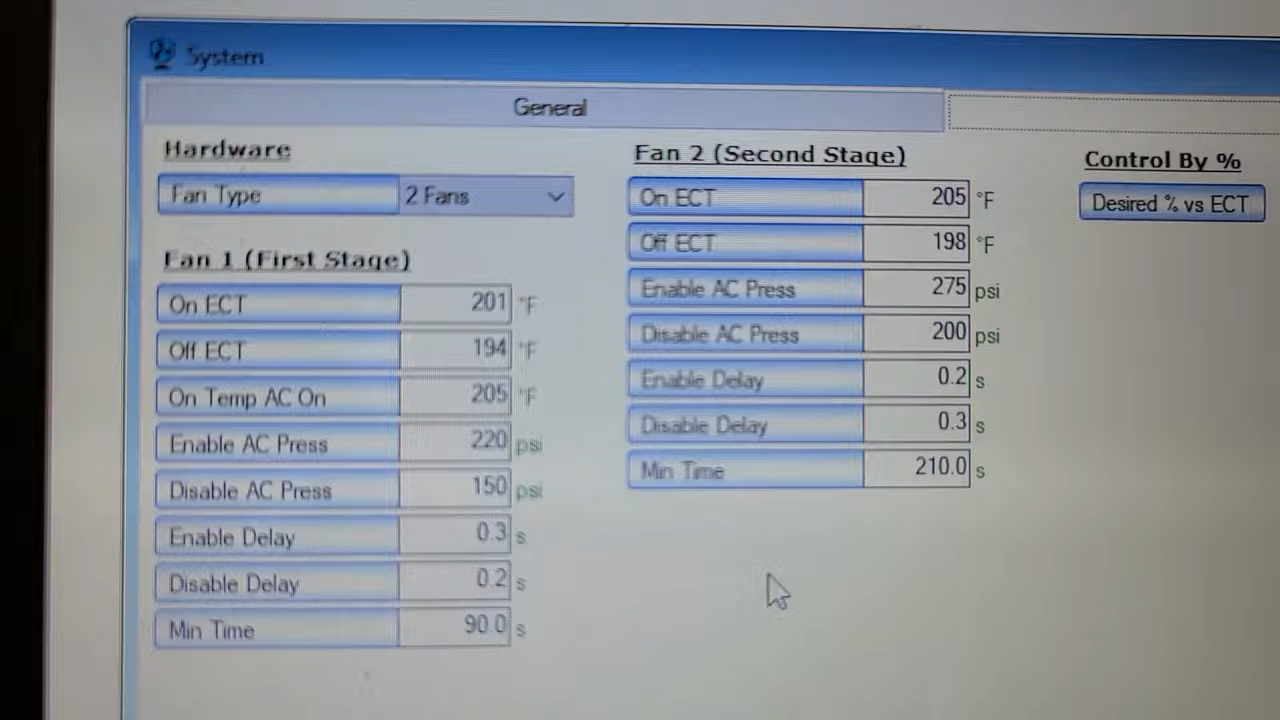 System
General
Hardware
Fan Type 2 Fans
Fan 1 (First Stage)
On ECT 201 °F
Off ECT 194 °F
On Temp AC On 205 °F
Enable AC Press 220 psi
Disable AC Press 150 psi
Enable Delay 0.3 s
Disable Delay 0.2 s
Min Time 90.0 s
Fan 2 (Second Stage)
On ECT 205 °F
Off ECT 198 °F
Enable AC Press 275 psi
Disable AC Press 200 psi
Enable Delay 0.2 s
Disable Delay 0.3 s
Min Time 210.0 s
Control By %
Desired % vs ECT